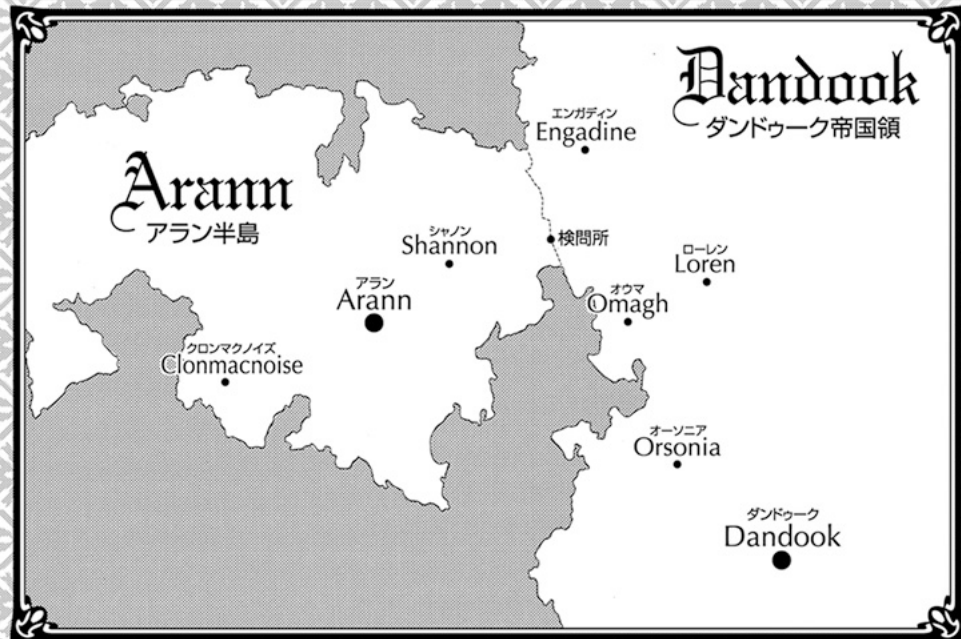 Dandook
ダンドゥーク帝国領
エンガディン
Engadine
Arann
アラン半島
シャノン
Shannon
検問所
ローレン
Loren
アラン
Arann
オウマ
Omagh
クロンマクノイズ
Clonmacnoise
オーソニア
Orsonia
ダンドゥーク
Dandook